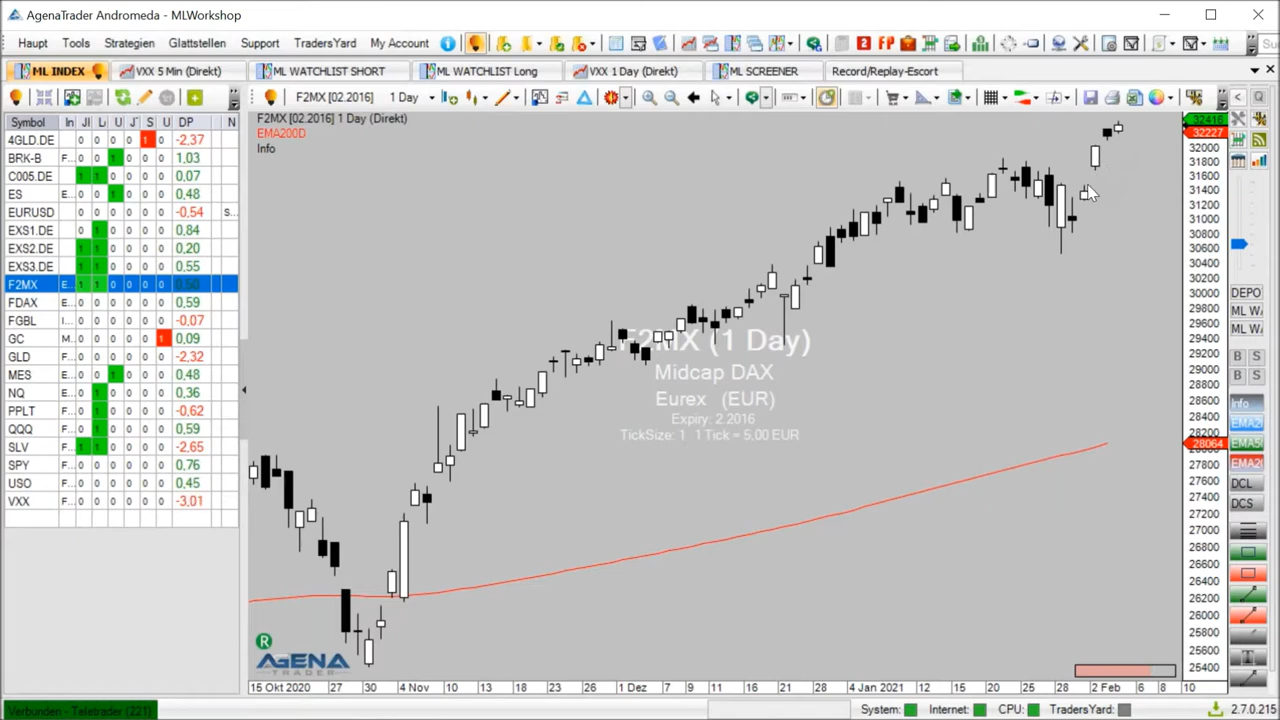 AgenaTrader Andromeda - MLWorkshop
Haupt Tools Strategien Glattstellen Support TradersYard My Account
ML INDEX VXX 5 Min (Direkt) ML WATCHLIST SHORT ML WATCHLIST Long VXX 1 Day (Direkt) ML SCREENER Record/Replay-Escort
F2MX [02.2016] 1 Day
Symbol In JI Li U J S U DP N
4GLD.DE 0 0 0 0 1 0 -2,37
BRK-B F... 0 0 1 0 0 0 1,03
C005.DE 1 1 0 0 0 0 0,07
ES E... 0 0 1 0 0 0 0,48
EURUSD 0 0 0 0 0 0 -0,54 S...
EXS1.DE 0 1 0 0 0 0 0,84
EXS2.DE 1 1 0 0 0 0 0,20
EXS3.DE 1 1 0 0 0 0 0,55
F2MX E... 1 1 0 0 0 0 0,50
FDAX E... 0 0 0 0 0 0 0,59
FGBL I... 0 0 0 0 0 0 -0,07
GC M... 0 0 0 0 0 1 0,09
GLD F... 0 0 0 0 0 0 -2,32
MES E... 0 0 1 0 0 0 0,48
NQ E... 0 1 0 0 0 0 0,36
PPLT F... 0 1 0 0 0 0 -0,62
QQQ F... 0 1 0 0 0 0 0,59
SLV F... 1 1 0 0 0 0 -2,65
SPY F... 0 0 0 0 0 0 0,76
USO F... 0 0 0 0 0 0 0,45
VXX F... 0 0 0 0 0 0 -3,01
F2MX [02.2016] 1 Day (Direkt)
EMA200D
Info
F2MX (1 Day)
Midcap DAX
Eurex (EUR)
Expiry: 2.2016
TickSize: 1 1 Tick = 5,00 EUR
R
AGENA
TRADER
32416
32227
32000
31800
31600
31400
31200
31000
30800
30600
30400
30200
30000
29800
29600
29400
29200
29000
28800
28600
28400
28200
28064
27800
27600
27400
27200
27000
26800
26600
26400
26200
26000
25800
25600
25400
DEPO
ML W
ML W
B S
B S
Info
EMA2
EMA5
EMA2
DCL
DCS
15 Okt 2020 27 30 4 Nov 10 13 18 23 26 1 Dez 7 9 11 16 21 28 4 Jan 2021 12 15 20 25 28 2 Feb 6 8 10
Verbunden - Teletrader (221) System: Internet: CPU: TradersYard: 2.7.0.215